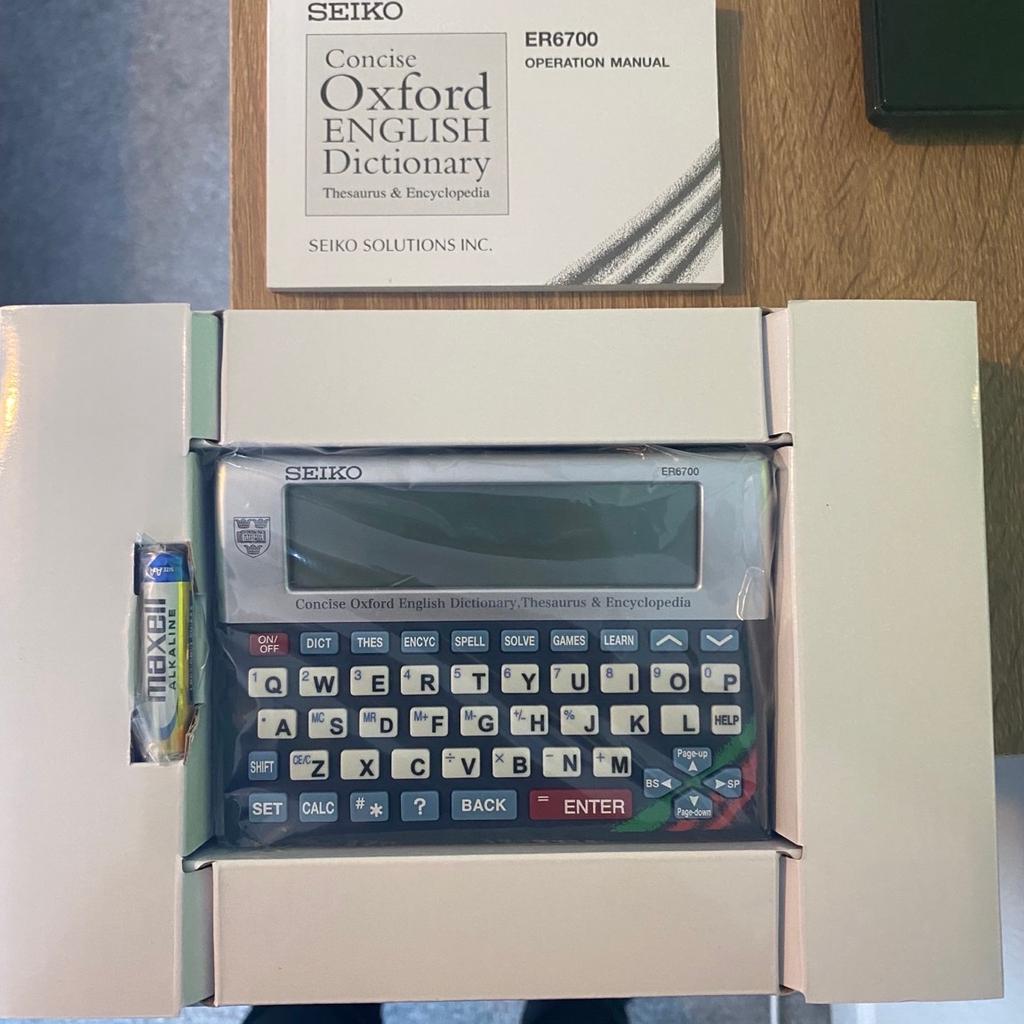 SEIKO
Concise
Oxford
ENGLISH
Dictionary
Thesaurus & Encyclopedia
ER6700
OPERATION MANUAL
SEIKO SOLUTIONS INC.
SEIKO
ER6700
Concise Oxford English Dictionary,Thesaurus & Encyclopedia
maxell
ALKALINE
ON/
OFF
DICT THES ENCYC SPELL SOLVE GAMES LEARN
1 Q 2 W 3 E 4 R 5 T 6 Y 7 U 8 I 9 O 0 P
. A MC S MR D M+ F M- G +/- H % J K L HELP
SHIFT CE/C Z X C ÷ V × B - N + M
Page-up
BS SP
Page-down
SET CALC # * ? BACK = ENTER